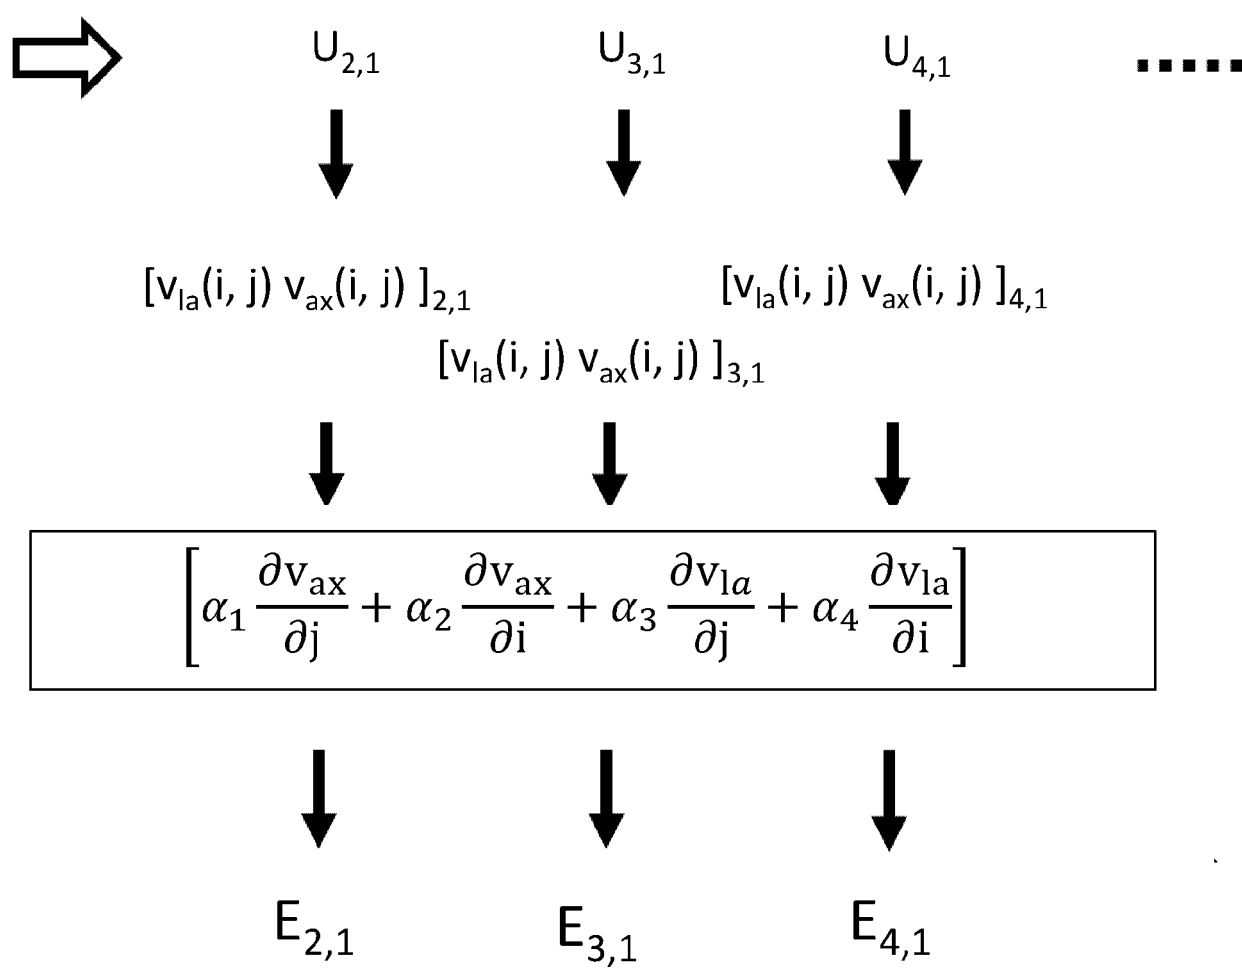 U2,1 U3,1 U4,1 ......
[vla(i, j) vax(i, j) ]2,1 [vla(i, j) vax(i, j) ]4,1
[vla(i, j) vax(i, j) ]3,1
[α1 ∂vax/∂j + α2 ∂vax/∂i + α3 ∂vla/∂j + α4 ∂vla/∂i]
E2,1 E3,1 E4,1